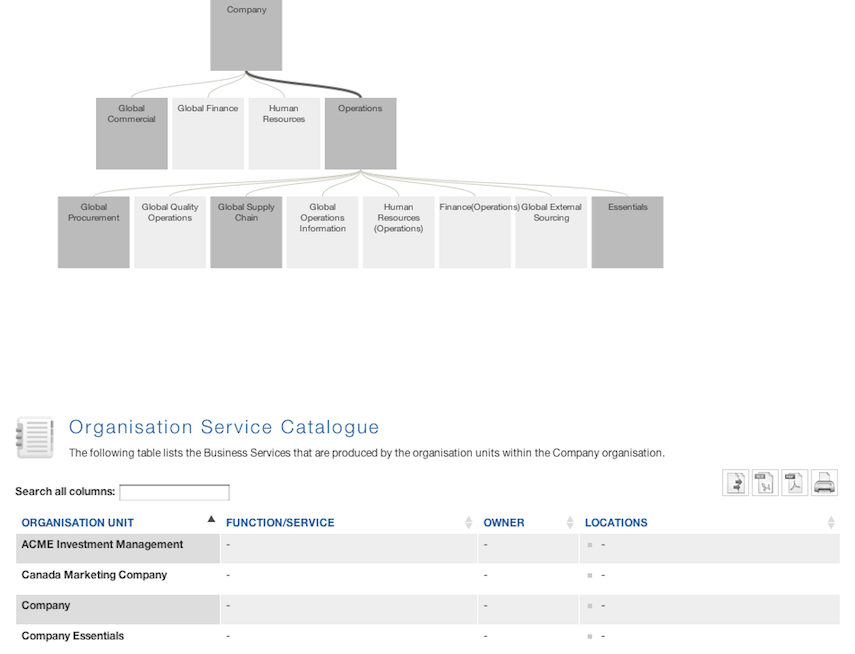 Company
Global
Commercial
Global Finance
Human
Resources
Operations
Global
Procurement
Global Quality
Operations
Global Supply
Chain
Global
Operations
Information
Human
Resources
(Operations)
Finance(Operations)
Global External
Sourcing
Essentials
Organisation Service Catalogue
The following table lists the Business Services that are produced by the organisation units within the Company organisation.
Search all columns:
ORGANISATION UNIT FUNCTION/SERVICE OWNER LOCATIONS
ACME Investment Management - - -
Canada Marketing Company - - -
Company - - -
Company Essentials - - -